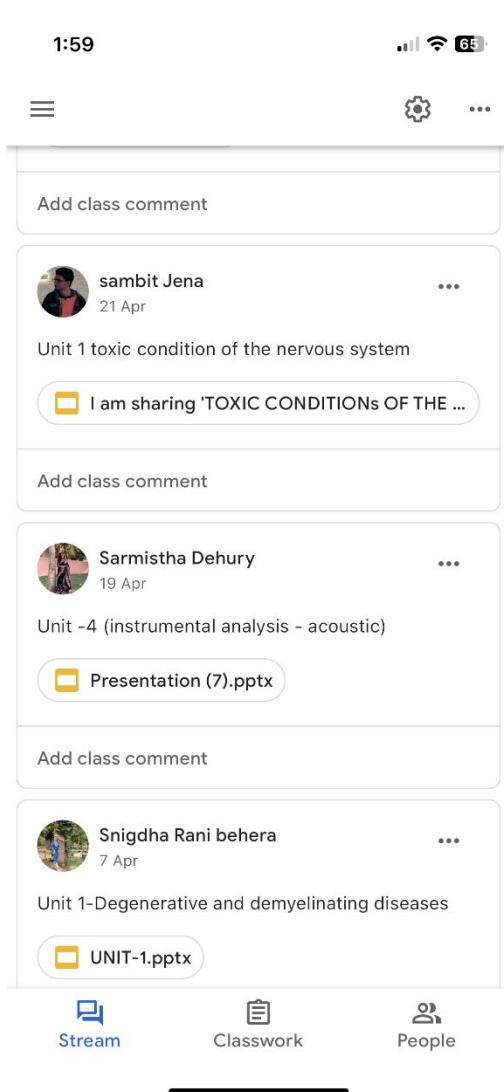 1:59
65
Add class comment
sambit Jena
21 Apr
Unit 1 toxic condition of the nervous system
I am sharing 'TOXIC CONDITIONs OF THE ...
Add class comment
Sarmistha Dehury
19 Apr
Unit -4 (instrumental analysis - acoustic)
Presentation (7).pptx
Add class comment
Snigdha Rani behera
7 Apr
Unit 1-Degenerative and demyelinating diseases
UNIT-1.pptx
Stream
Classwork
People